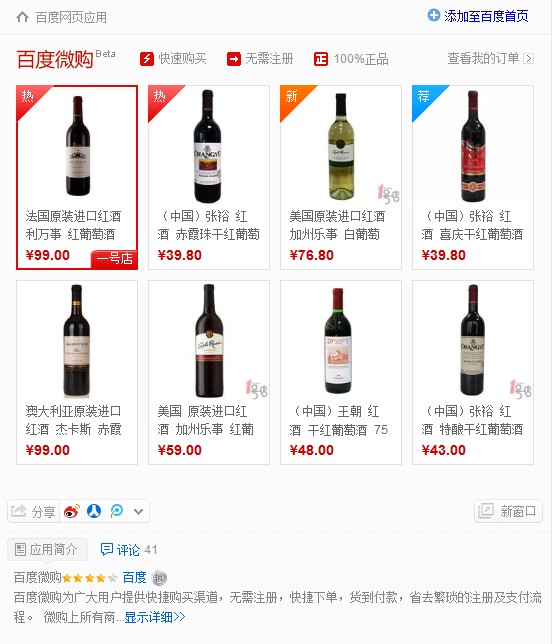 百度网页应用
添加至百度首页
百度微购 Beta 快速购买 无需注册 正 100%正品 查看我的订单
热 热 新 荐
1号店
法国原装进口红酒
利万事 红葡萄酒
¥99.00
一号店
（中国）张裕 红
酒 赤霞珠干红葡萄
¥39.80
美国原装进口红酒
加州乐事 白葡萄
¥76.80
（中国）张裕 红
酒 喜庆干红葡萄酒
¥39.80
澳大利亚原装进口
红酒 杰卡斯 赤霞
¥99.00
1号店
美国 原装进口红
酒 加州乐事 红葡
¥59.00
（中国）王朝 红
酒 干红葡萄酒 75
¥48.00
1号店
（中国）张裕 红
酒 特酿干红葡萄酒
¥43.00
分享
新窗口
应用简介 评论 41
百度微购 百度
百度微购为广大用户提供快捷购买渠道，无需注册，快捷下单，货到付款，省去繁琐的注册及支付流
程。 微购上所有商...显示详细>>